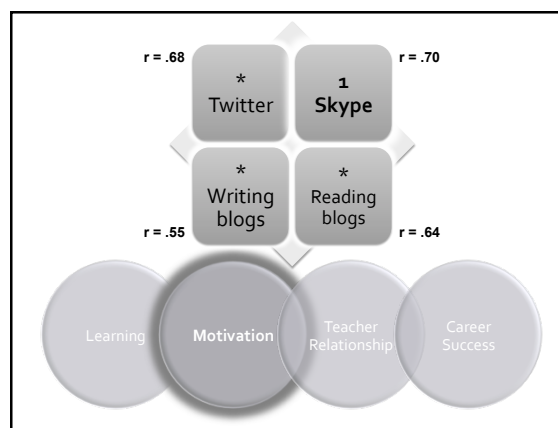 r = .68
*
Twitter
1
Skype
r = .70
*
Writing
blogs
*
Reading
blogs
r = .55
r = .64
Learning
Motivation
Teacher
Relationship
Career
Success